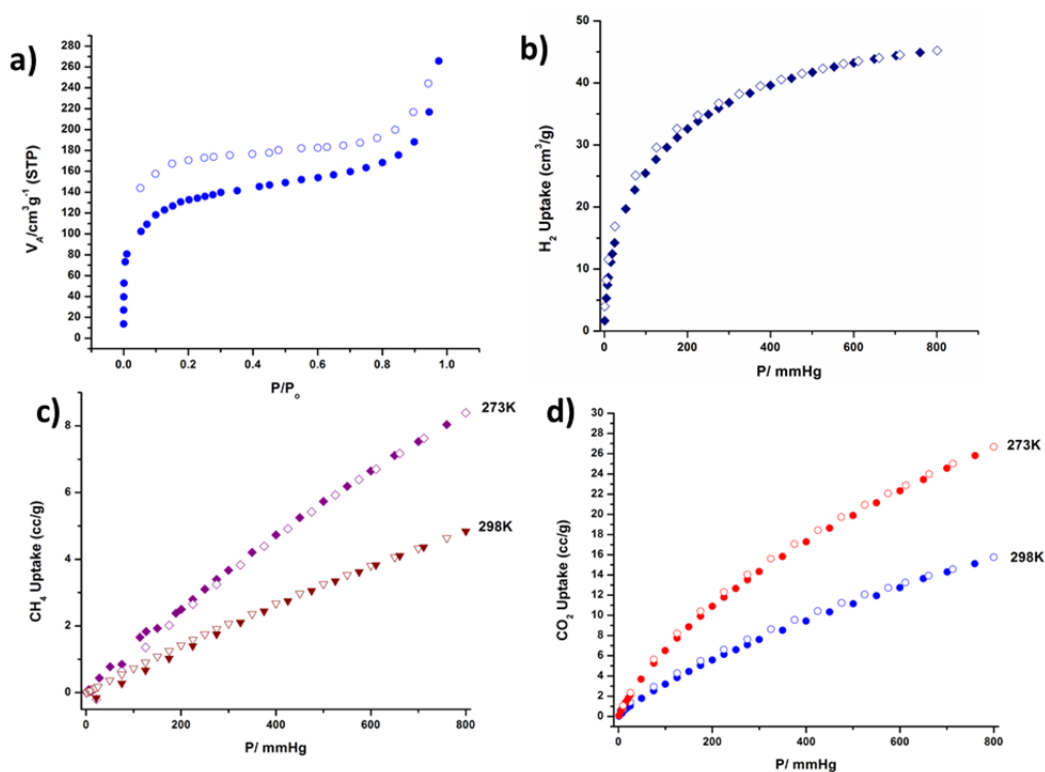 a)
V_A/cm³g⁻¹ (STP)
280
260
240
220
200
180
160
140
120
100
80
60
40
20
0
0.0 0.2 0.4 0.6 0.8 1.0
P/P₀
b)
H₂ Uptake (cm³/g)
50
40
30
20
10
0
0 200 400 600 800
P/ mmHg
c)
CH₄ Uptake (cc/g)
8
6
4
2
0
273K
298K
0 200 400 600 800
P/ mmHg
d)
CO₂ Uptake (cc/g)
30
28
26
24
22
20
18
16
14
12
10
8
6
4
2
0
273K
298K
0 200 400 600 800
P/ mmHg